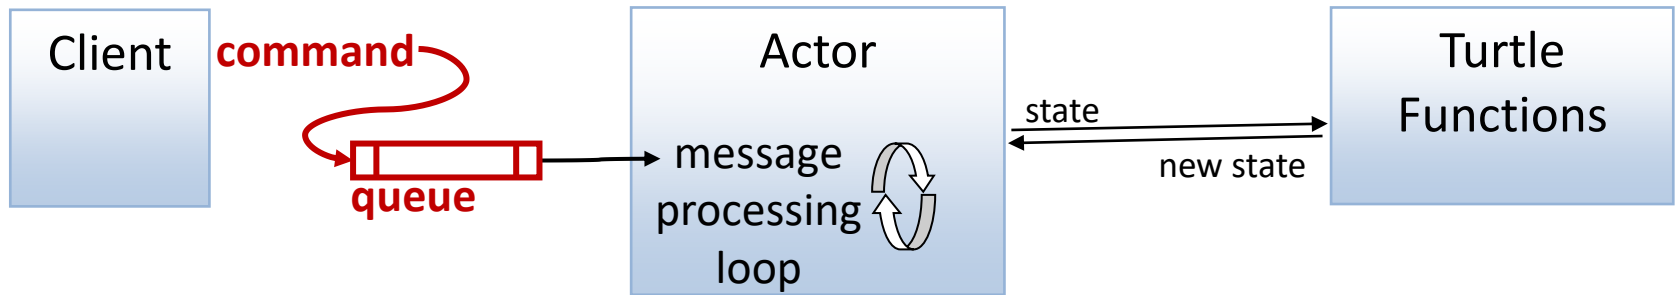 Client
command
queue
Actor
message
processing
loop
state
new state
Turtle
Functions